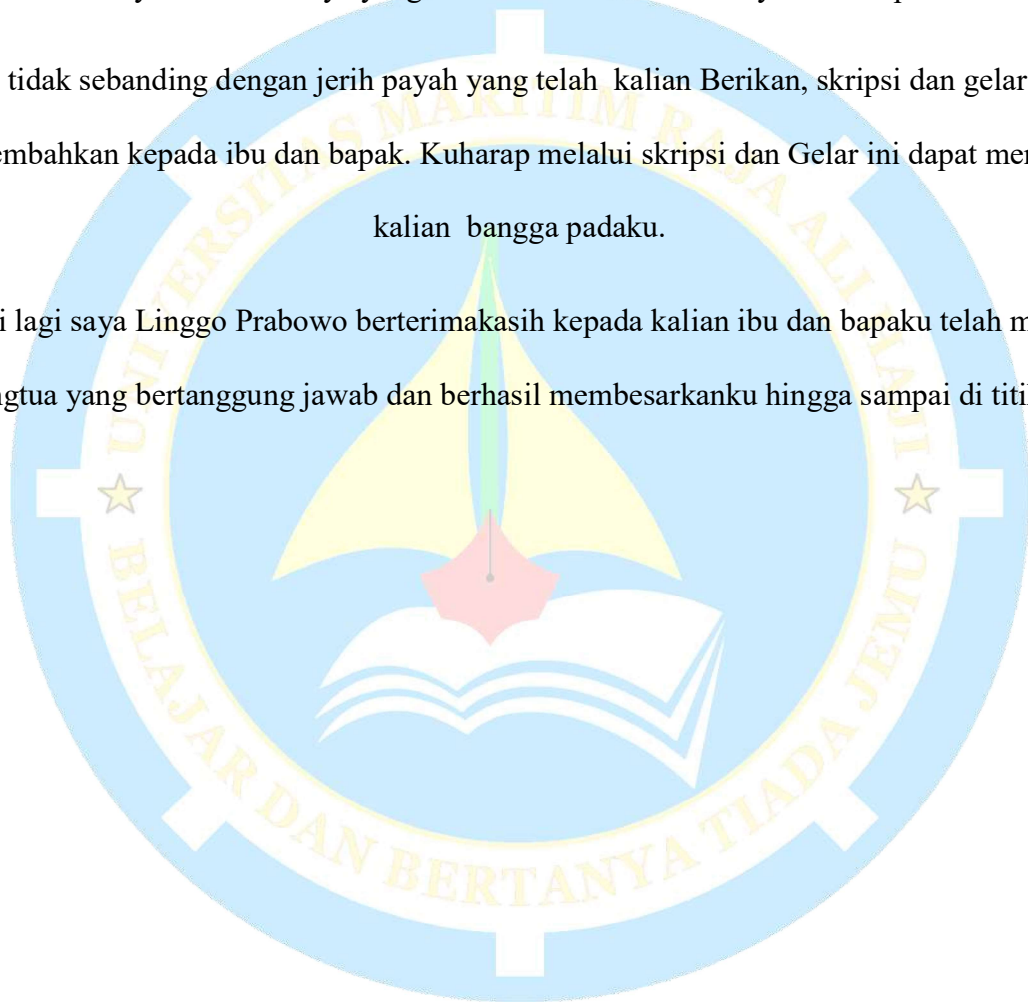 tidak sebanding dengan jerih payah yang telah kalian Berikan, skripsi dan gelar
embahkan kepada ibu dan bapak. Kuharap melalui skripsi dan Gelar ini dapat mem
kalian bangga padaku.
i lagi saya Linggo Prabowo berterimakasih kepada kalian ibu dan bapaku telah m
ngtua yang bertanggung jawab dan berhasil membesarkanku hingga sampai di titi
UNIVERSITAS MARITIM RAJA ALI HAJI
BELAJAR DAN BERTANYA TIADA JEMU